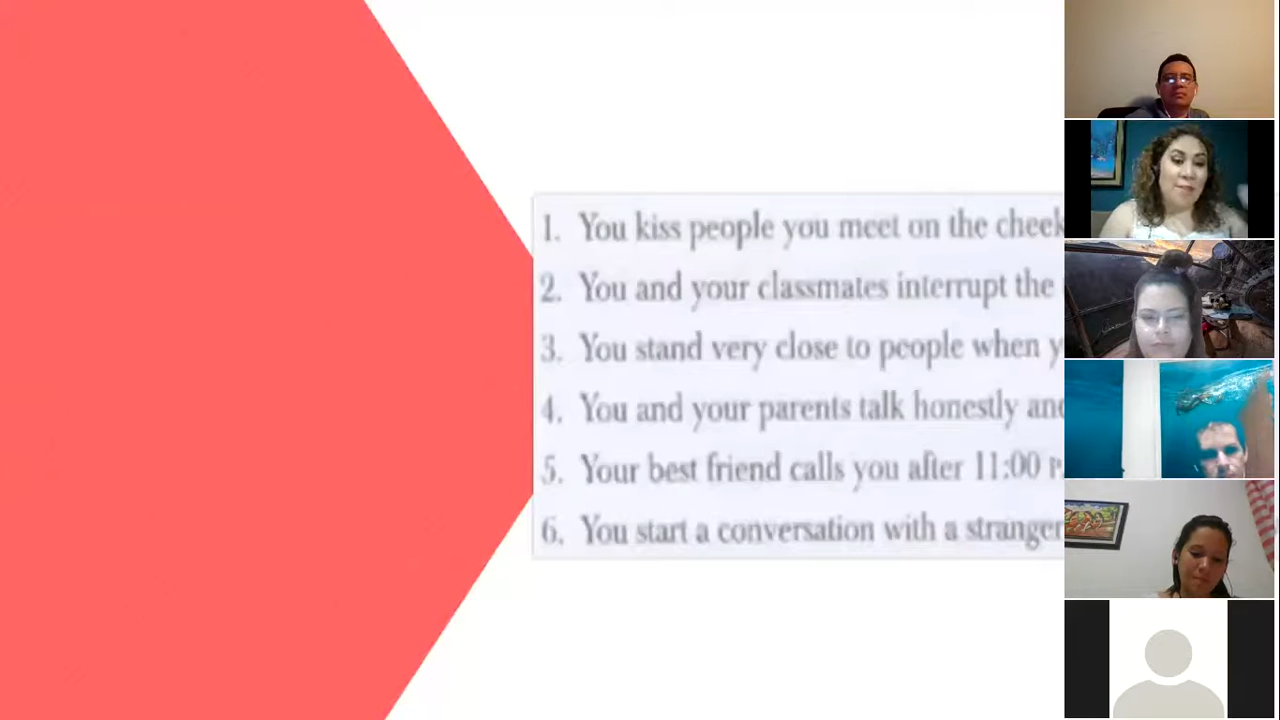 1. You kiss people you meet on the cheek
2. You and your classmates interrupt the
3. You stand very close to people when
4. You and your parents talk honestly
5. Your best friend calls you after 11:00
6. You start a conversation with a stranger